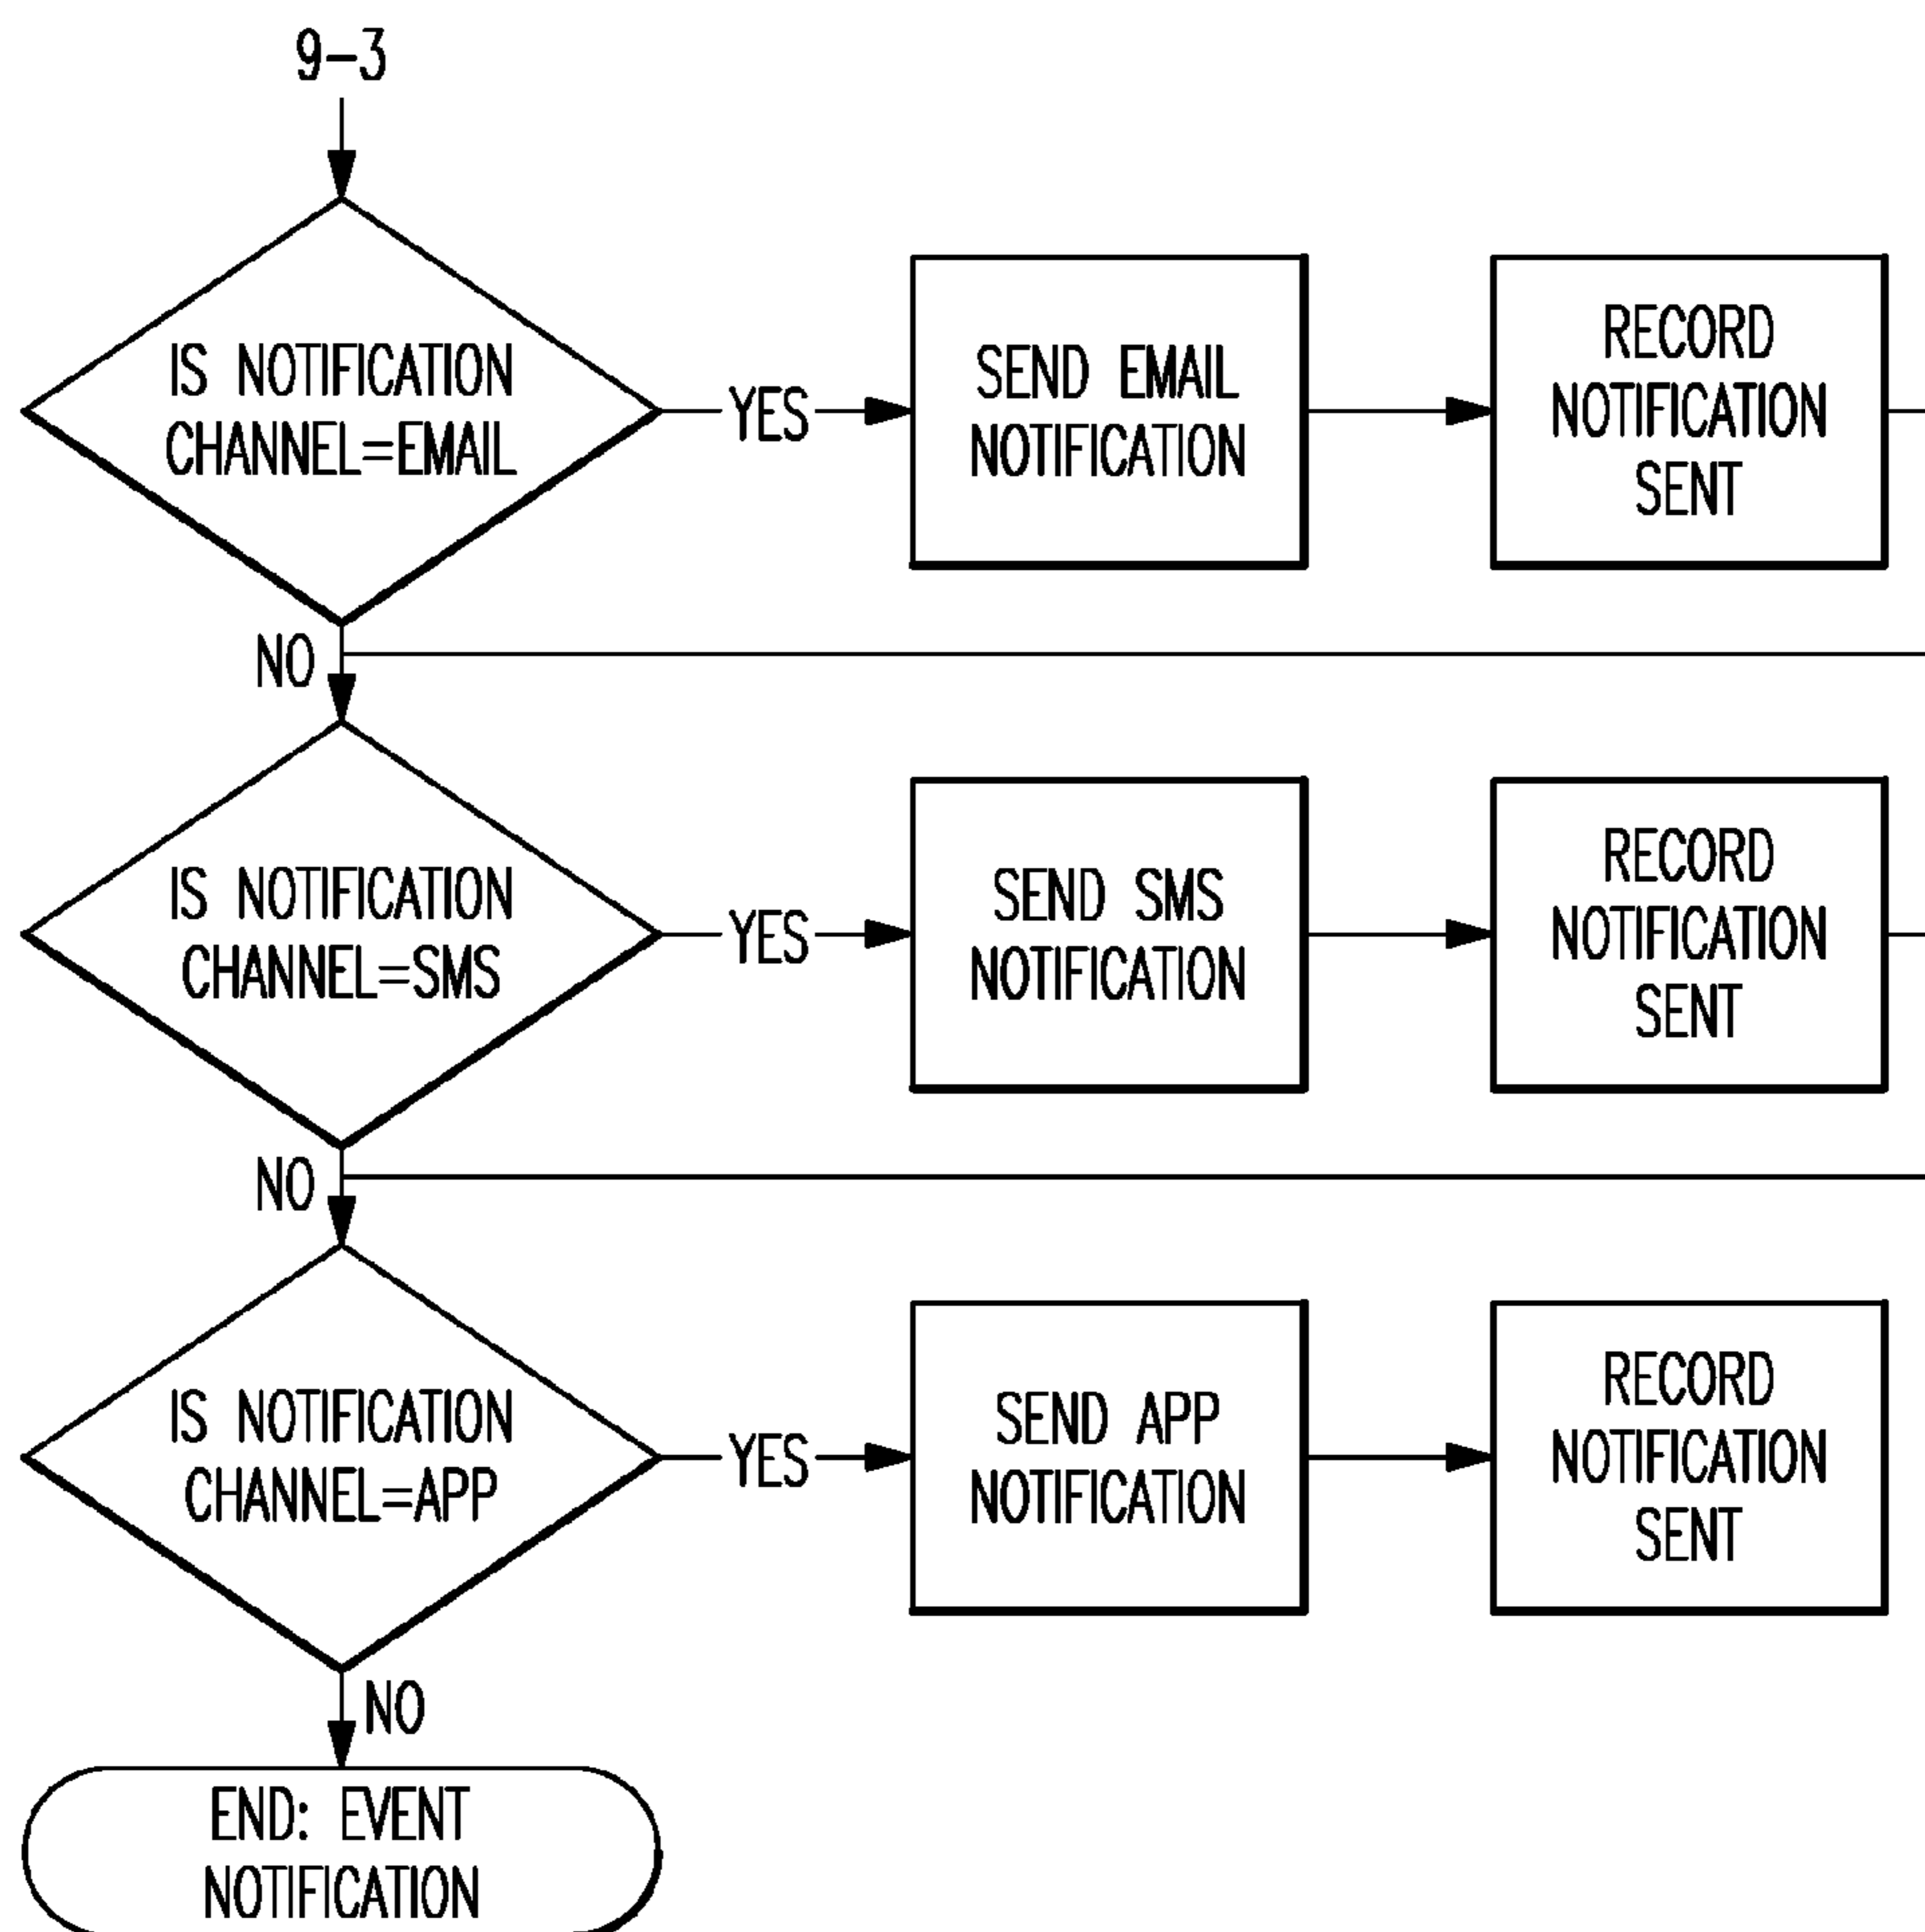 9-3
IS NOTIFICATION
CHANNEL=EMAIL
YES
SEND EMAIL
NOTIFICATION
RECORD
NOTIFICATION
SENT
NO
IS NOTIFICATION
CHANNEL=SMS
YES
SEND SMS
NOTIFICATION
RECORD
NOTIFICATION
SENT
NO
IS NOTIFICATION
CHANNEL=APP
YES
SEND APP
NOTIFICATION
RECORD
NOTIFICATION
SENT
NO
END: EVENT
NOTIFICATION